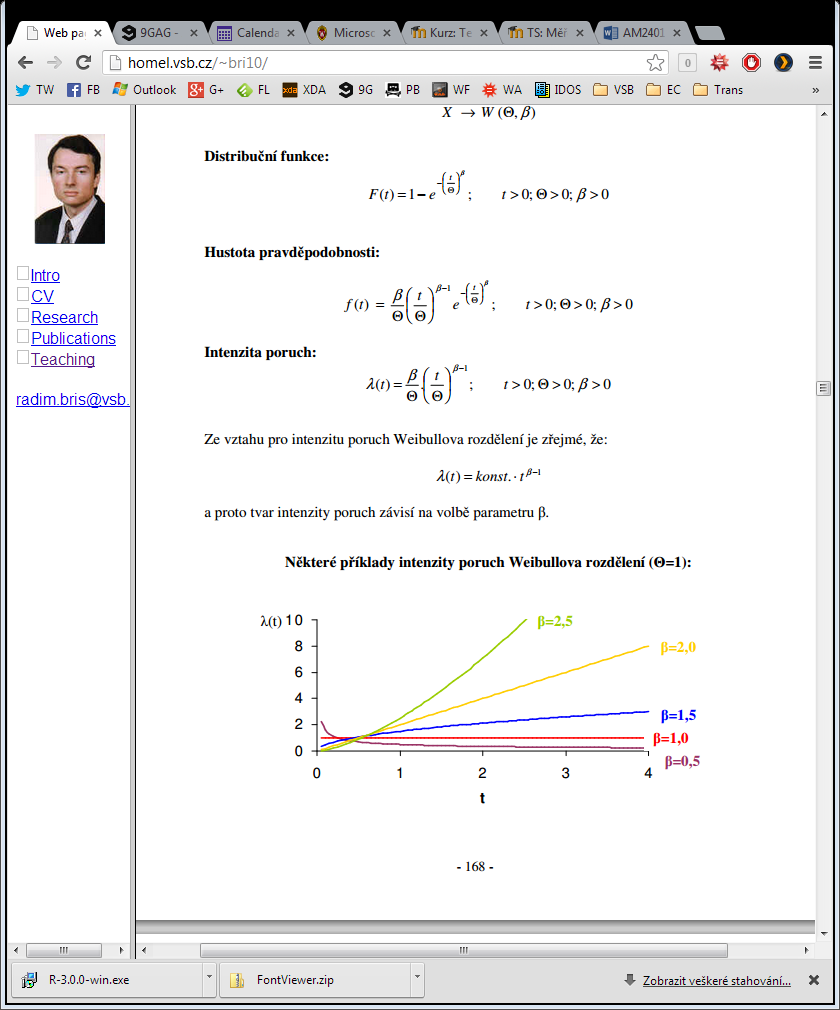 Web pa
9GAG -
Calenda
Microsc
Kurz: Te
TS: Měř
AM2401
homel.vsb.cz/~bri10/
0
TW FB Outlook G+ FL XDA 9G PB WF WA IDOS VSB EC Trans »
Intro
CV
Research
Publications
Teaching
radim.bris@vsb.
X → W (Θ, β)
Distribuční funkce:
F(t) = 1 − e^{−(t/Θ)^β} ; t > 0; Θ > 0; β > 0
Hustota pravděpodobnosti:
f(t) = β/Θ (t/Θ)^{β−1} e^{−(t/Θ)^β} ; t > 0; Θ > 0; β > 0
Intenzita poruch:
λ(t) = β/Θ . (t/Θ)^{β−1} ; t > 0; Θ > 0; β > 0
Ze vztahu pro intenzitu poruch Weibullova rozdělení je zřejmé, že:
λ(t) = konst. · t^{β−1}
a proto tvar intenzity poruch závisí na volbě parametru β.
Některé příklady intenzity poruch Weibullova rozdělení (Θ=1):
λ(t) 10
8
6
4
2
0
β=2,5
β=2,0
β=1,5
β=1,0
β=0,5
0 1 2 3 4
t
- 168 -
R-3.0.0-win.exe
FontViewer.zip
Zobrazit veškeré stahování...